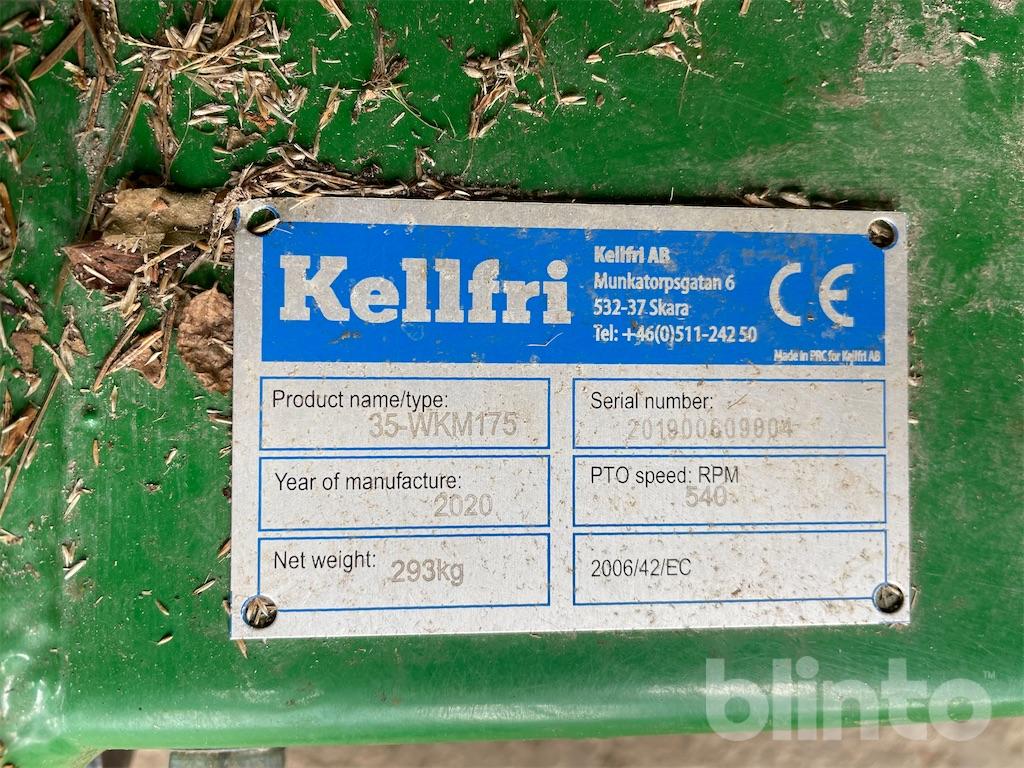 Kellfri
Kellfri AB
Munkatorpsgatan 6
532-37 Skara
Tel: +46(0)511-242 50
CE
Made in PRC for Kellfri AB
Product name/type:
35-WKM175
Serial number:
201900609804
Year of manufacture:
2020
PTO speed: RPM
540
Net weight:
293kg
2006/42/EC
blinto™